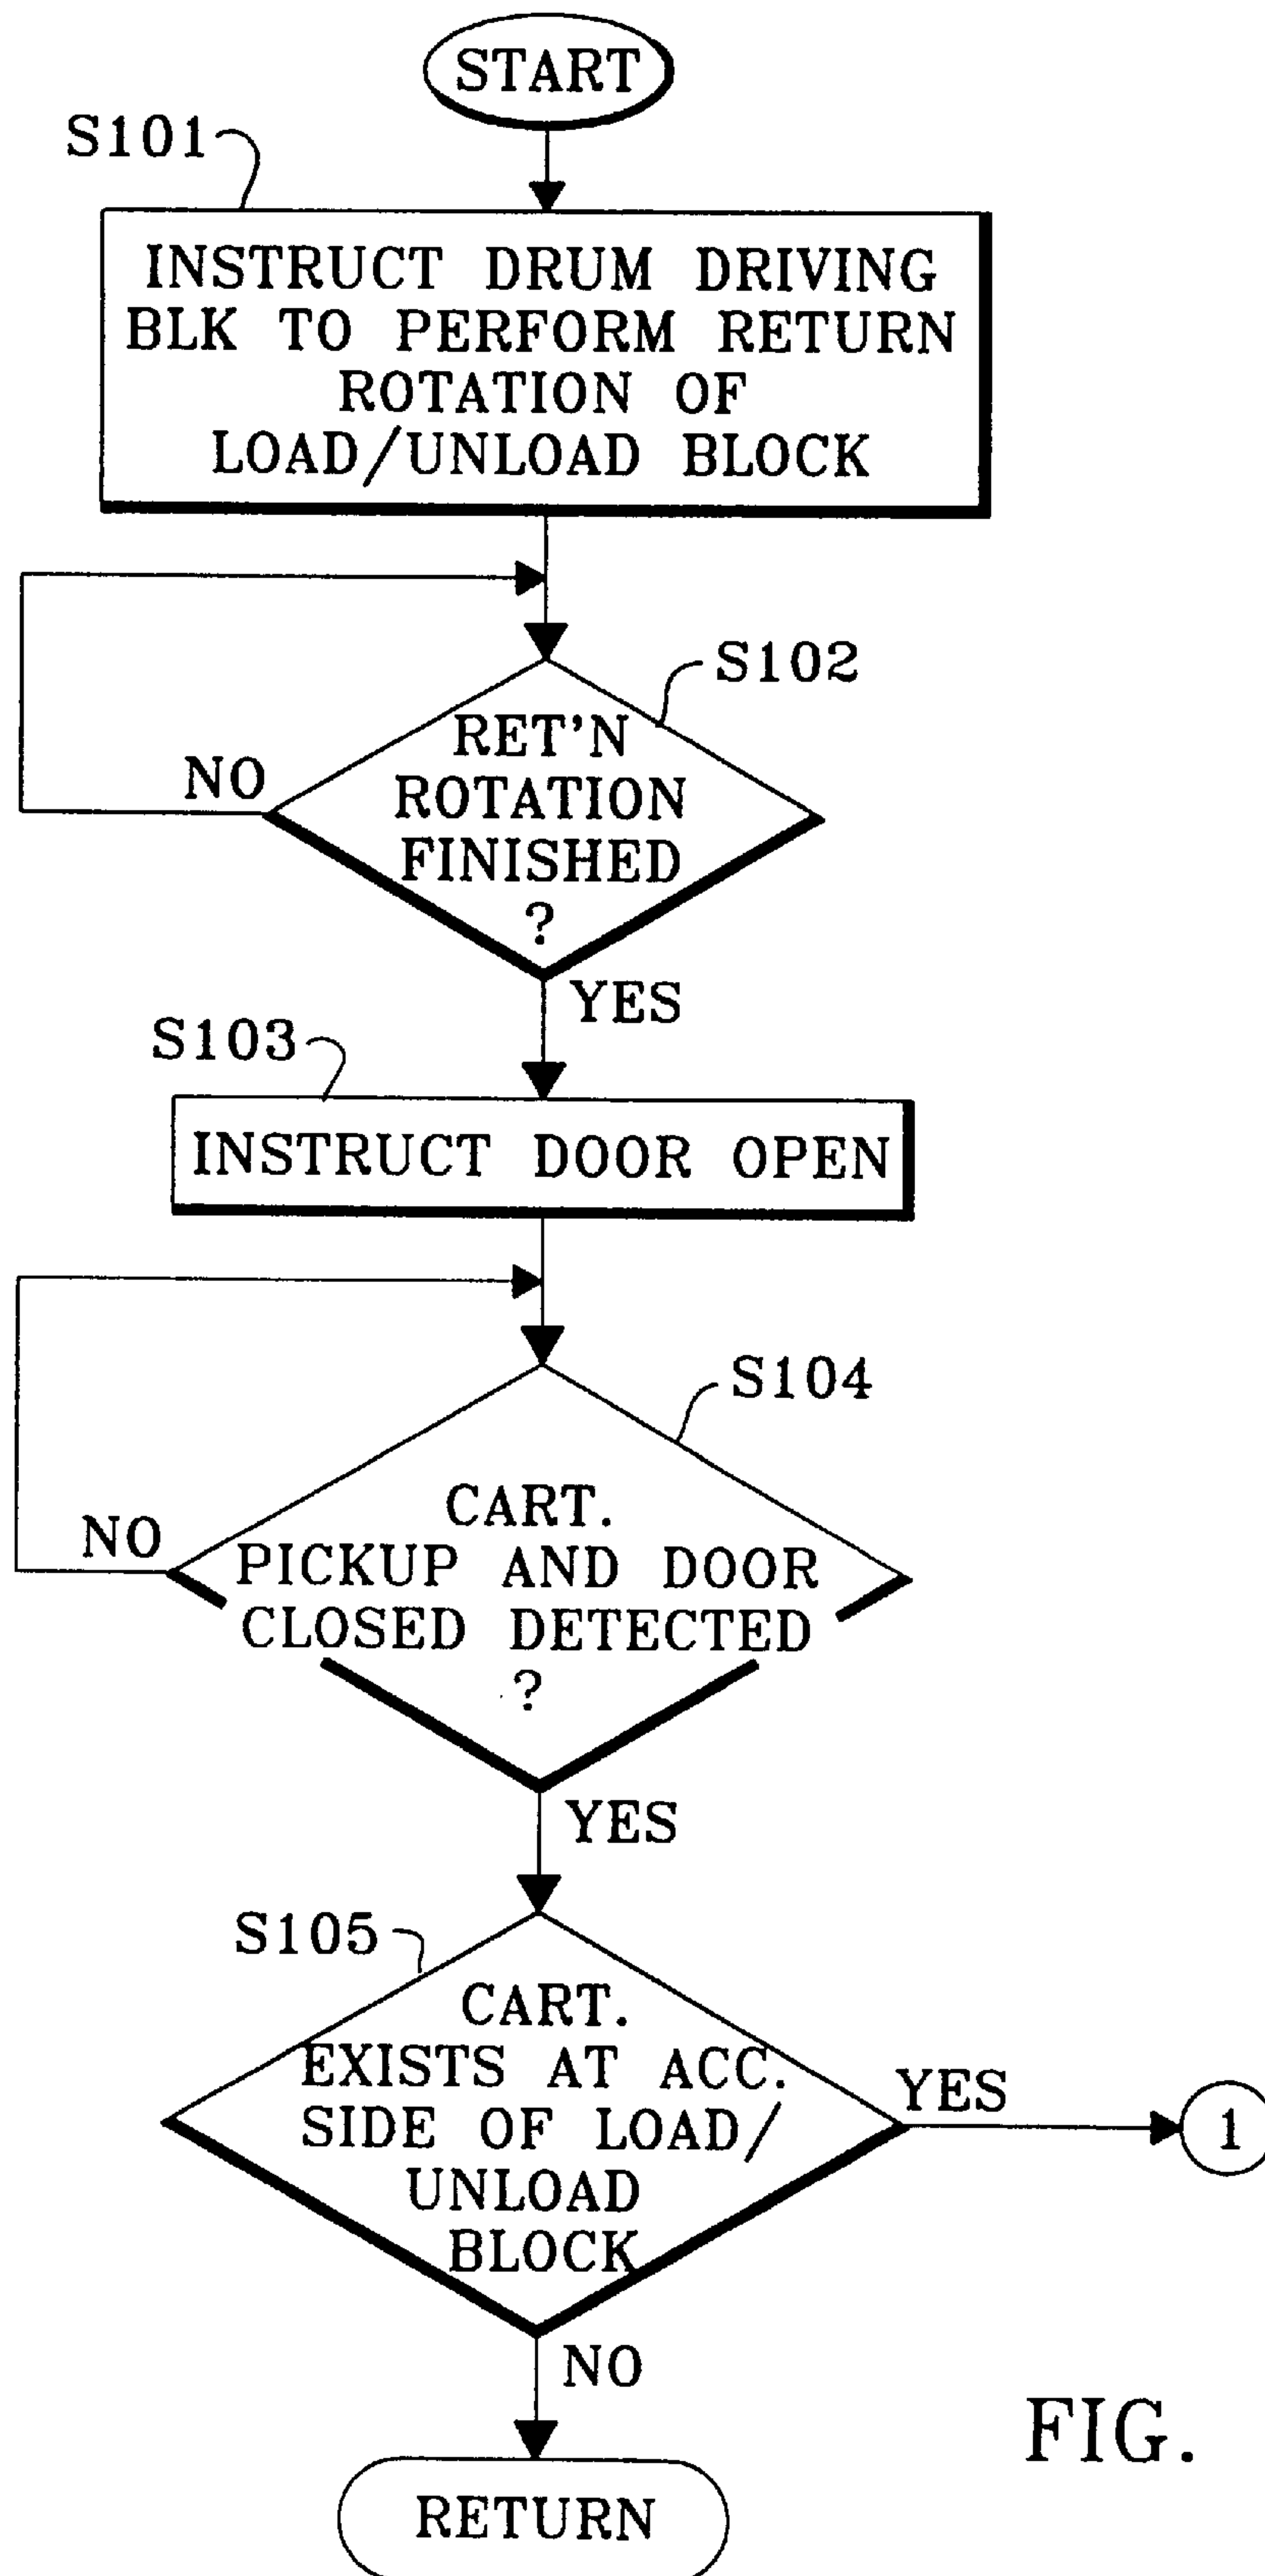 START
S101
INSTRUCT DRUM DRIVING
BLK TO PERFORM RETURN
ROTATION OF
LOAD/UNLOAD BLOCK
S102
RET'N
ROTATION
FINISHED
?
NO
YES
S103
INSTRUCT DOOR OPEN
S104
CART.
PICKUP AND DOOR
CLOSED DETECTED
?
NO
YES
S105
CART.
EXISTS AT ACC.
SIDE OF LOAD/
UNLOAD
BLOCK
YES
1
NO
RETURN
FIG.